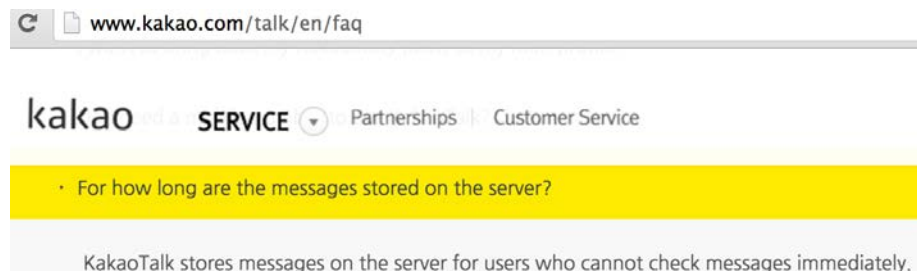 www.kakao.com/talk/en/faq
kakao SERVICE Partnerships | Customer Service
· For how long are the messages stored on the server?
KakaoTalk stores messages on the server for users who cannot check messages immediately.